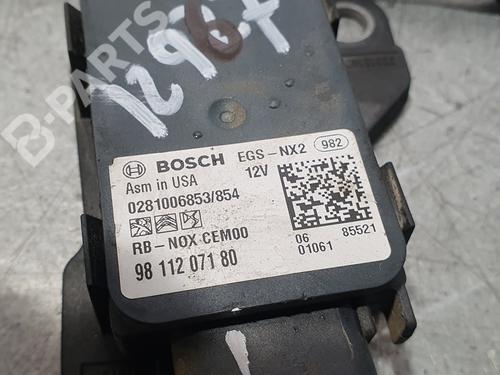 B-PARTS
BOSCH EGS-NX2 982
Asm in USA 12V
0281006853/854
RB-NOX CEM00
06 85521
01061
98 112 071 80